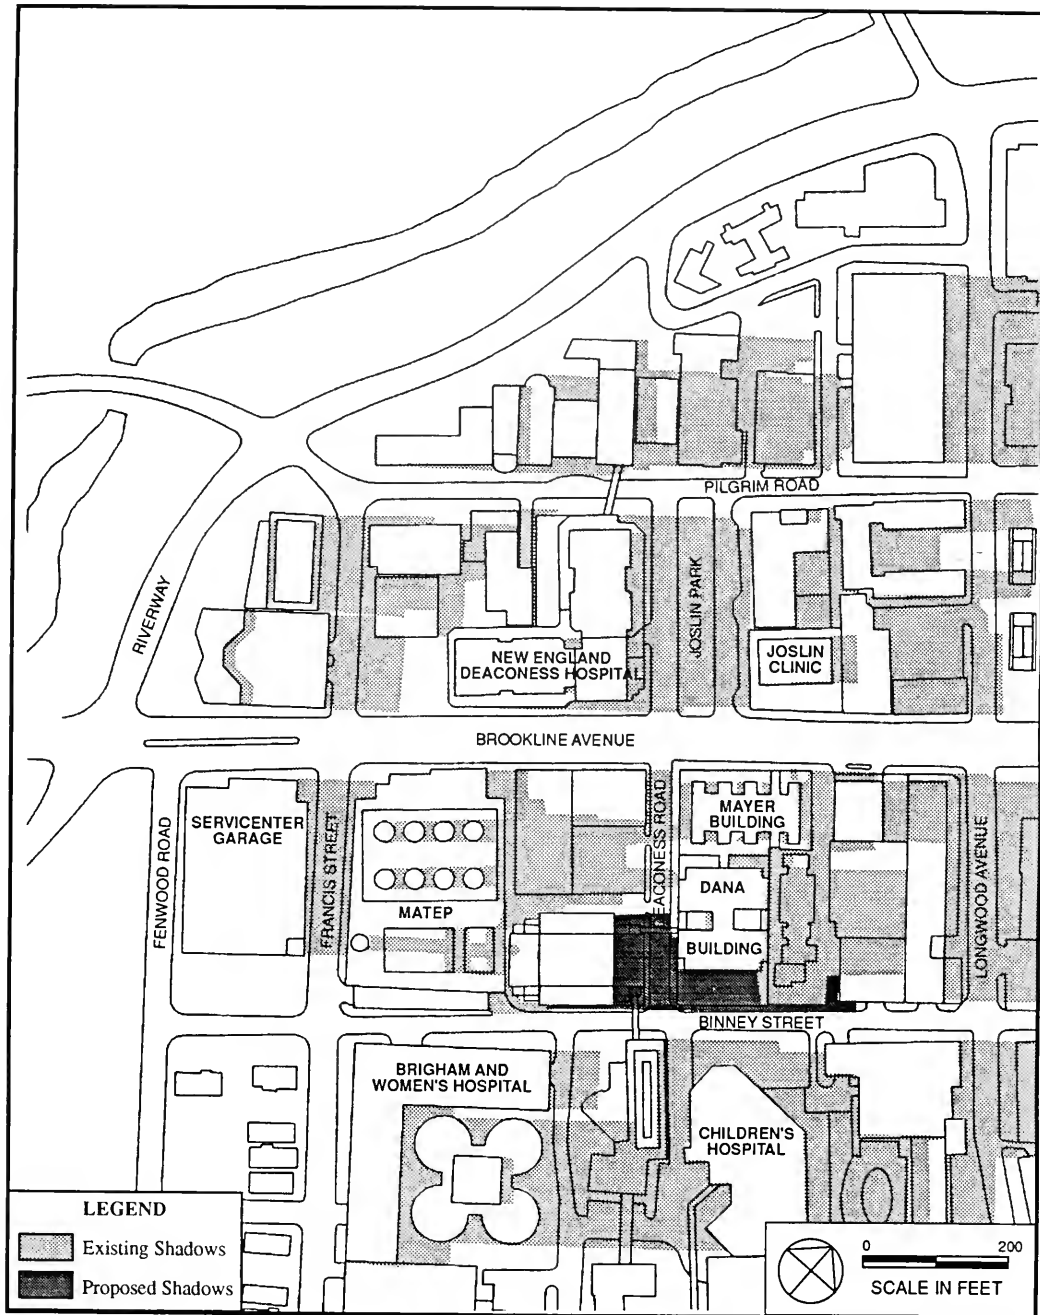 PILGRIM ROAD
RIVERWAY
JOSLIN PARK
NEW ENGLAND
DEACONESS HOSPITAL
JOSLIN
CLINIC
BROOKLINE AVENUE
FENWOOD ROAD
SERVICENTER
GARAGE
FRANCIS STREET
MATEP
DEACONESS ROAD
MAYER
BUILDING
DANA
BUILDING
LONGWOOD AVENUE
BINNEY STREET
BRIGHAM AND
WOMEN'S HOSPITAL
CHILDREN'S
HOSPITAL
LEGEND
Existing Shadows
Proposed Shadows
0 200
SCALE IN FEET